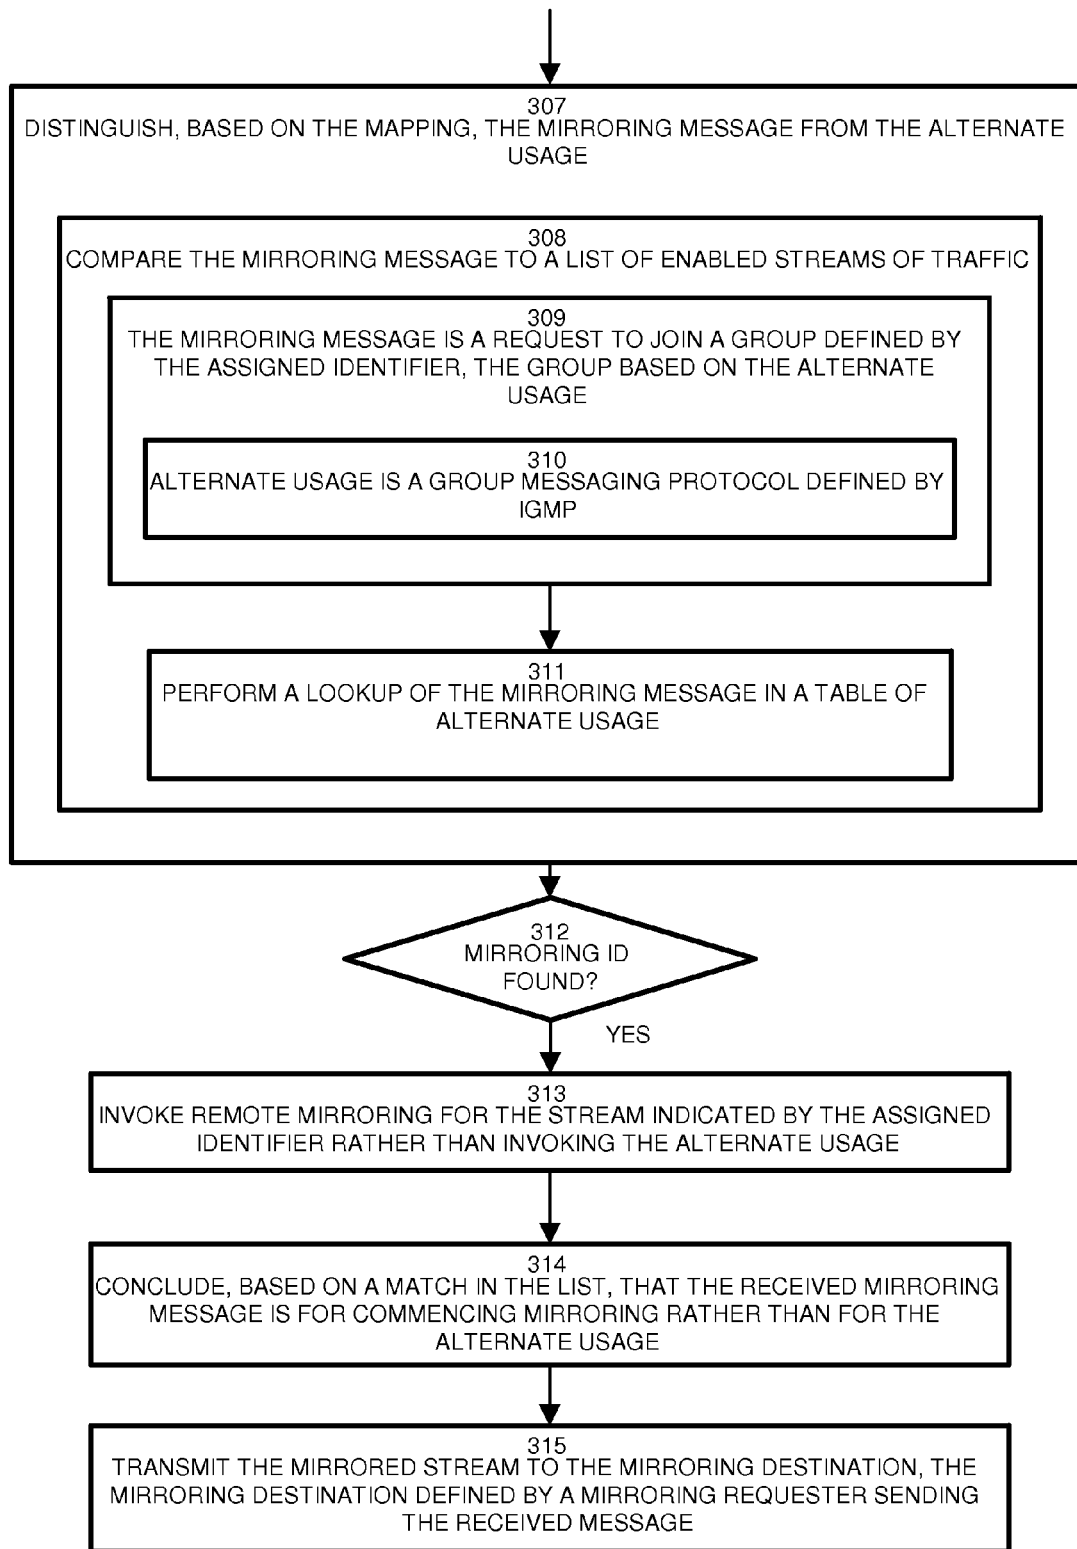 307
DISTINGUISH, BASED ON THE MAPPING, THE MIRRORING MESSAGE FROM THE ALTERNATE
USAGE
308
COMPARE THE MIRRORING MESSAGE TO A LIST OF ENABLED STREAMS OF TRAFFIC
309
THE MIRRORING MESSAGE IS A REQUEST TO JOIN A GROUP DEFINED BY
THE ASSIGNED IDENTIFIER, THE GROUP BASED ON THE ALTERNATE
USAGE
310
ALTERNATE USAGE IS A GROUP MESSAGING PROTOCOL DEFINED BY
IGMP
311
PERFORM A LOOKUP OF THE MIRRORING MESSAGE IN A TABLE OF
ALTERNATE USAGE
312
MIRRORING ID
FOUND?
YES
313
INVOKE REMOTE MIRRORING FOR THE STREAM INDICATED BY THE ASSIGNED
IDENTIFIER RATHER THAN INVOKING THE ALTERNATE USAGE
314
CONCLUDE, BASED ON A MATCH IN THE LIST, THAT THE RECEIVED MIRRORING
MESSAGE IS FOR COMMENCING MIRRORING RATHER THAN FOR THE
ALTERNATE USAGE
315
TRANSMIT THE MIRRORED STREAM TO THE MIRRORING DESTINATION, THE
MIRRORING DESTINATION DEFINED BY A MIRRORING REQUESTER SENDING
THE RECEIVED MESSAGE